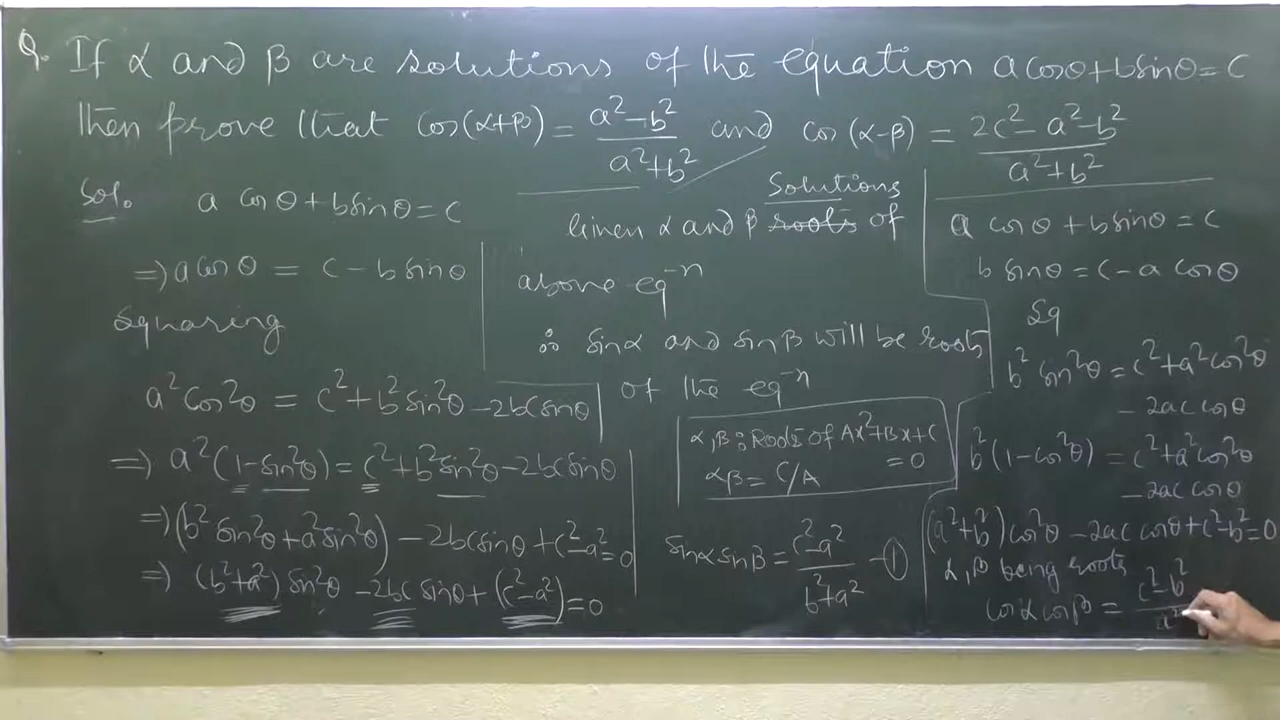 Q. If α and β are solutions of the equation a cosθ + b sinθ = c
then prove that cos(α+β) = (a² – b²)/(a² + b²) and cos(α–β) = (2c² – a² – b²)/(a² + b²)
Sol. a cosθ + b sinθ = c
⇒ a cosθ = c – b sinθ
Squaring
a² cos²θ = c² + b² sin²θ – 2bc sinθ
⇒ a²(1 – sin²θ) = c² + b² sin²θ – 2bc sinθ
⇒ (b² sin²θ + a² sin²θ) – 2bc sinθ + c² – a² = 0
⇒ (b² + a²) sin²θ – 2bc sinθ + (c² – a²) = 0
Solutions
Given α and β roots of
above eq⁻ⁿ
∴ sinα and sinβ will be roots
of the eq⁻ⁿ
α, β : Roots of Ax² + Bx + C
= 0
αβ = C/A
sinα sinβ = (c² – a²)/(b² + a²) – ①
a cosθ + b sinθ = c
b sinθ = c – a cosθ
Sq
b² sin²θ = c² + a² cos²θ
– 2ac cosθ
b²(1 – cos²θ) = c² + a² cos²θ
– 2ac cosθ
(a² + b²) cos²θ – 2ac cosθ + c² – b² = 0
α, β being roots
cosα cosβ = (c² – b²)/a²